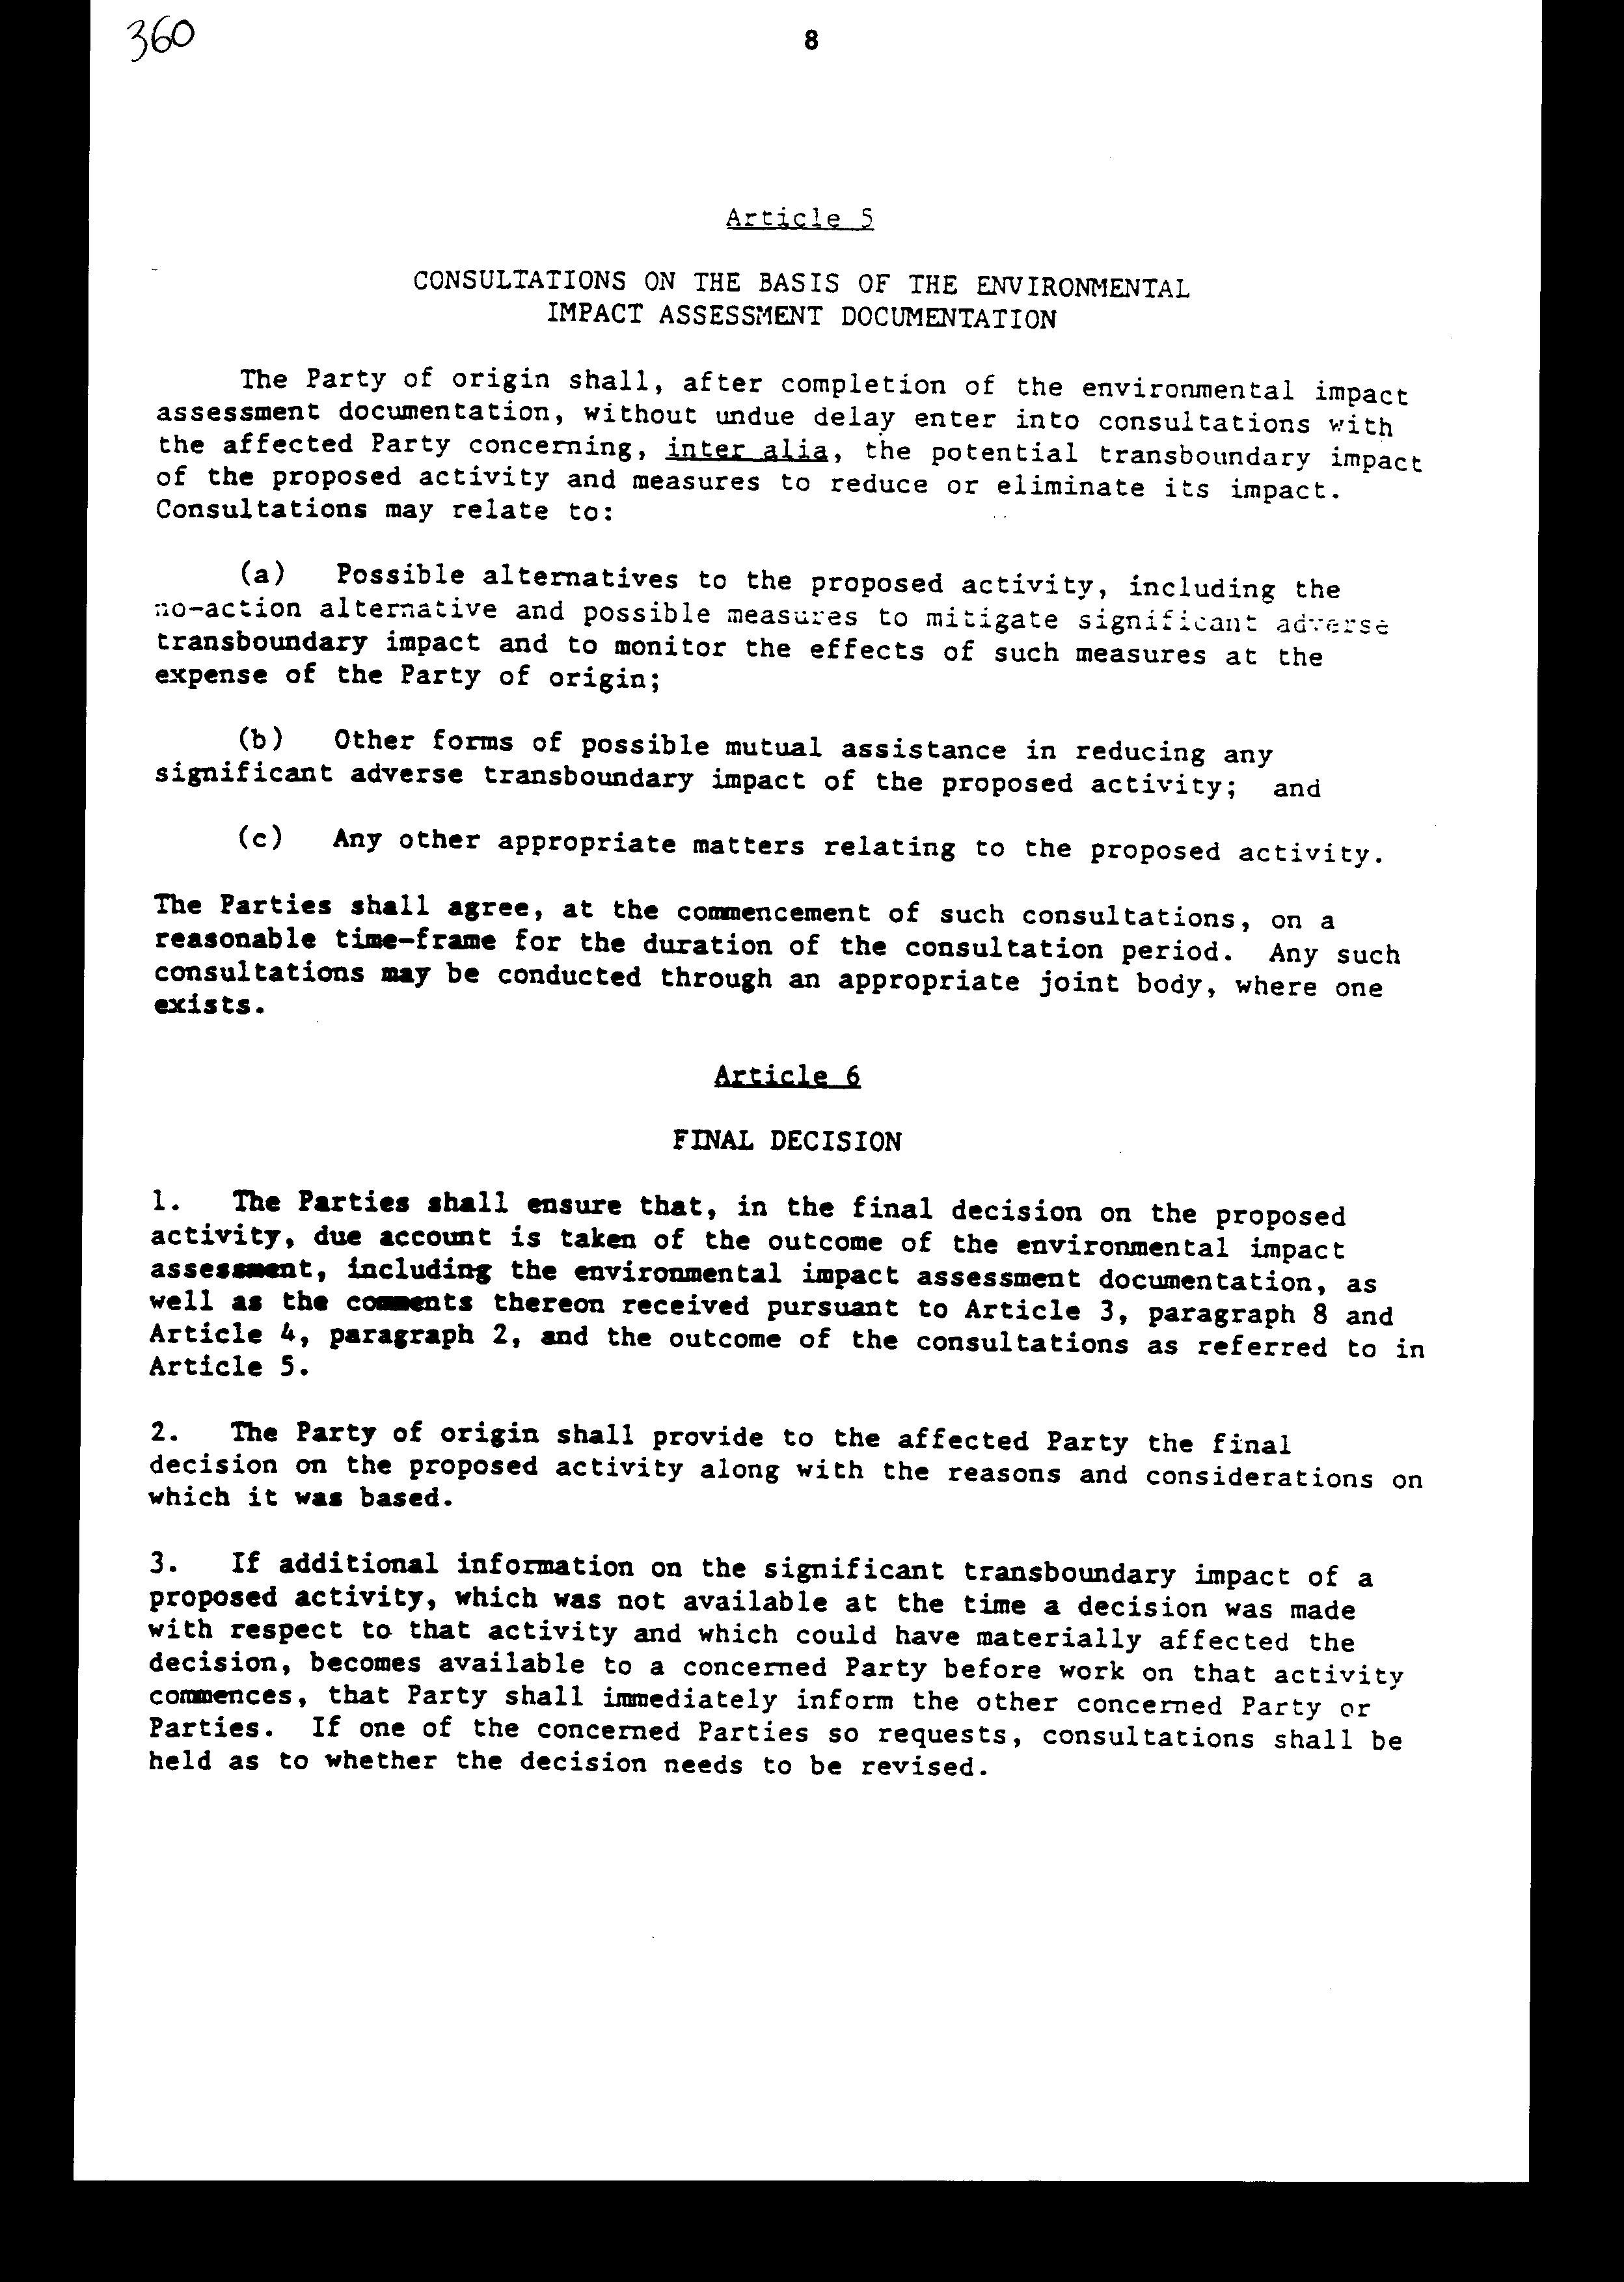 360
8
Article 5
CONSULTATIONS ON THE BASIS OF THE ENVIRONMENTAL
IMPACT ASSESSMENT DOCUMENTATION
The Party of origin shall, after completion of the environmental impact
assessment documentation, without undue delay enter into consultations with
the affected Party concerning, inter alia, the potential transboundary impact
of the proposed activity and measures to reduce or eliminate its impact.
Consultations may relate to:
(a) Possible alternatives to the proposed activity, including the
no-action alternative and possible measures to mitigate significant adverse
transboundary impact and to monitor the effects of such measures at the
expense of the Party of origin;
(b) Other forms of possible mutual assistance in reducing any
significant adverse transboundary impact of the proposed activity; and
(c) Any other appropriate matters relating to the proposed activity.
The Parties shall agree, at the commencement of such consultations, on a
reasonable time-frame for the duration of the consultation period. Any such
consultations may be conducted through an appropriate joint body, where one
exists.
Article 6
FINAL DECISION
1. The Parties shall ensure that, in the final decision on the proposed
activity, due account is taken of the outcome of the environmental impact
assessment, including the environmental impact assessment documentation, as
well as the comments thereon received pursuant to Article 3, paragraph 8 and
Article 4, paragraph 2, and the outcome of the consultations as referred to in
Article 5.
2. The Party of origin shall provide to the affected Party the final
decision on the proposed activity along with the reasons and considerations on
which it was based.
3. If additional information on the significant transboundary impact of a
proposed activity, which was not available at the time a decision was made
with respect to that activity and which could have materially affected the
decision, becomes available to a concerned Party before work on that activity
commences, that Party shall immediately inform the other concerned Party or
Parties. If one of the concerned Parties so requests, consultations shall be
held as to whether the decision needs to be revised.